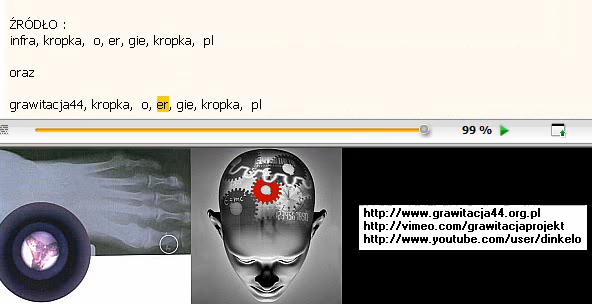 ŹRÓDŁO :
infra, kropka, o, er, gie, kropka, pl
oraz
grawitacja44, kropka, o, er, gie, kropka, pl
99 %
http://www.grawitacja44.org.pl
http://vimeo.com/grawitacjaprojekt
http://www.youtube.com/user/dinkelo